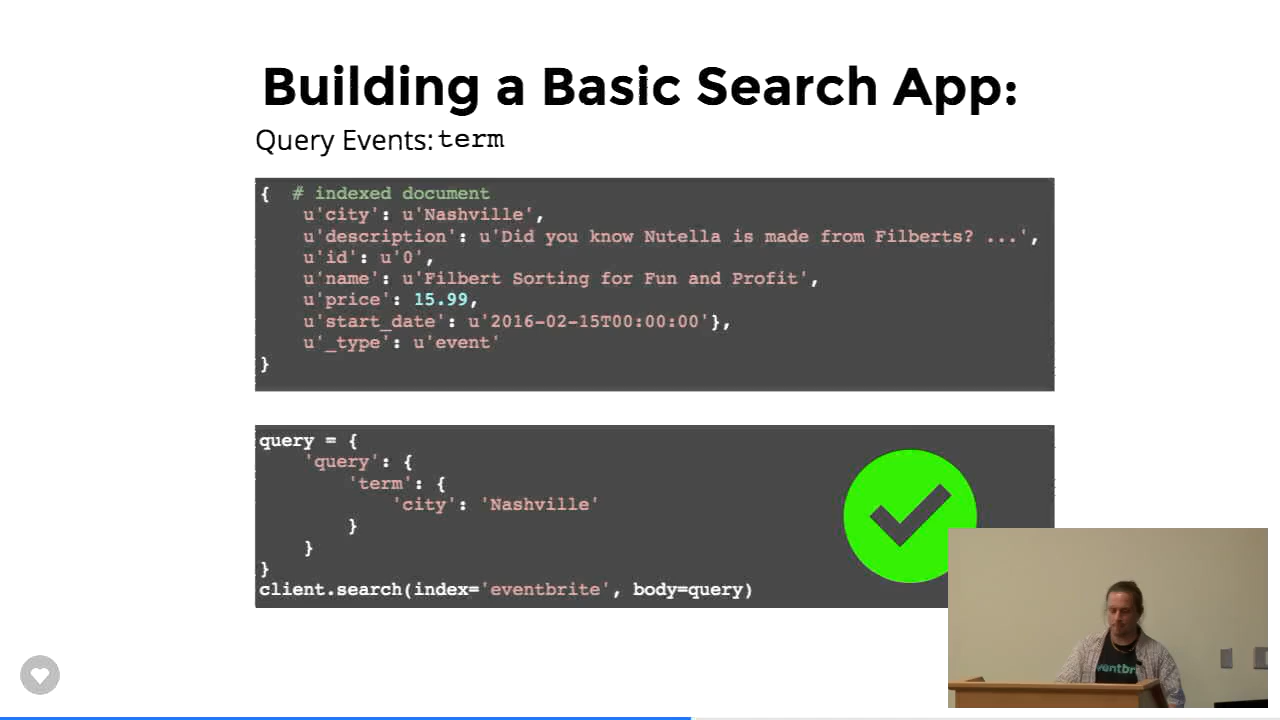 Building a Basic Search App:
Query Events: term
{  # indexed document
    u'city': u'Nashville',
    u'description': u'Did you know Nutella is made from Filberts? ...',
    u'id': u'0',
    u'name': u'Filbert Sorting for Fun and Profit',
    u'price': 15.99,
    u'start_date': u'2016-02-15T00:00:00'},
    u'_type': u'event'
}
query = {
    'query': {
        'term': {
            'city': 'Nashville'
        }
    }
}
client.search(index='eventbrite', body=query)
ventbri